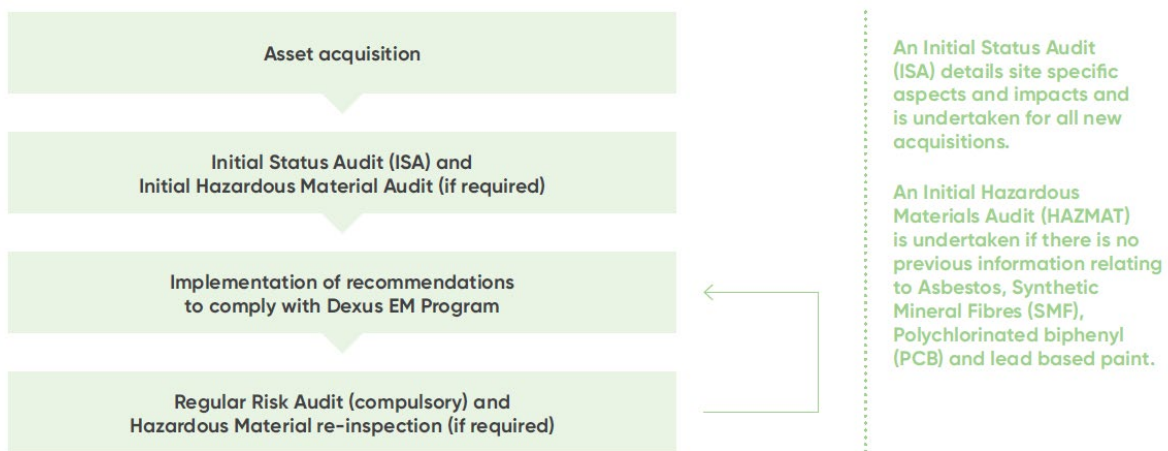 Asset acquisition
Initial Status Audit (ISA) and
Initial Hazardous Material Audit (if required)
Implementation of recommendations
to comply with Dexus EM Program
Regular Risk Audit (compulsory) and
Hazardous Material re-inspection (if required)
An Initial Status Audit
(ISA) details site specific
aspects and impacts and
is undertaken for all new
acquisitions.
An Initial Hazardous
Materials Audit (HAZMAT)
is undertaken if there is no
previous information relating
to Asbestos, Synthetic
Mineral Fibres (SMF),
Polychlorinated biphenyl
(PCB) and lead based paint.